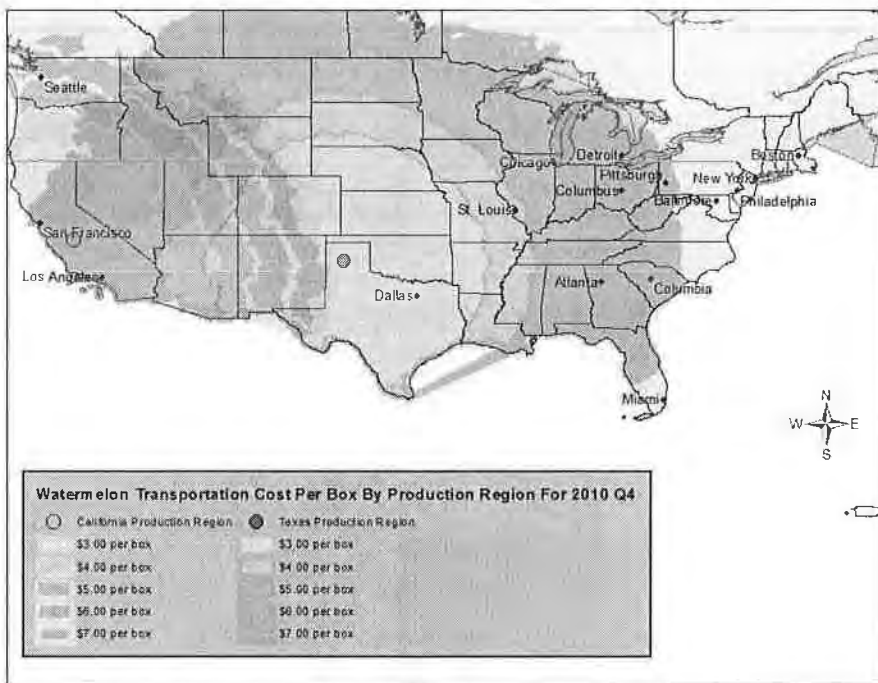 Seattle
San Francisco
Los Angeles
Dallas
St. Louis
Chicago
Detroit
Pittsburgh
Columbus
Boston
New York
Baltimore
Philadelphia
Atlanta
Columbia
Miami
N
W E
S
Watermelon Transportation Cost Per Box By Production Region For 2010 Q4
California Production Region Texas Production Region
$3.00 per box $3.00 per box
$4.00 per box $4.00 per box
$5.00 per box $5.00 per box
$6.00 per box $6.00 per box
$7.00 per box $7.00 per box